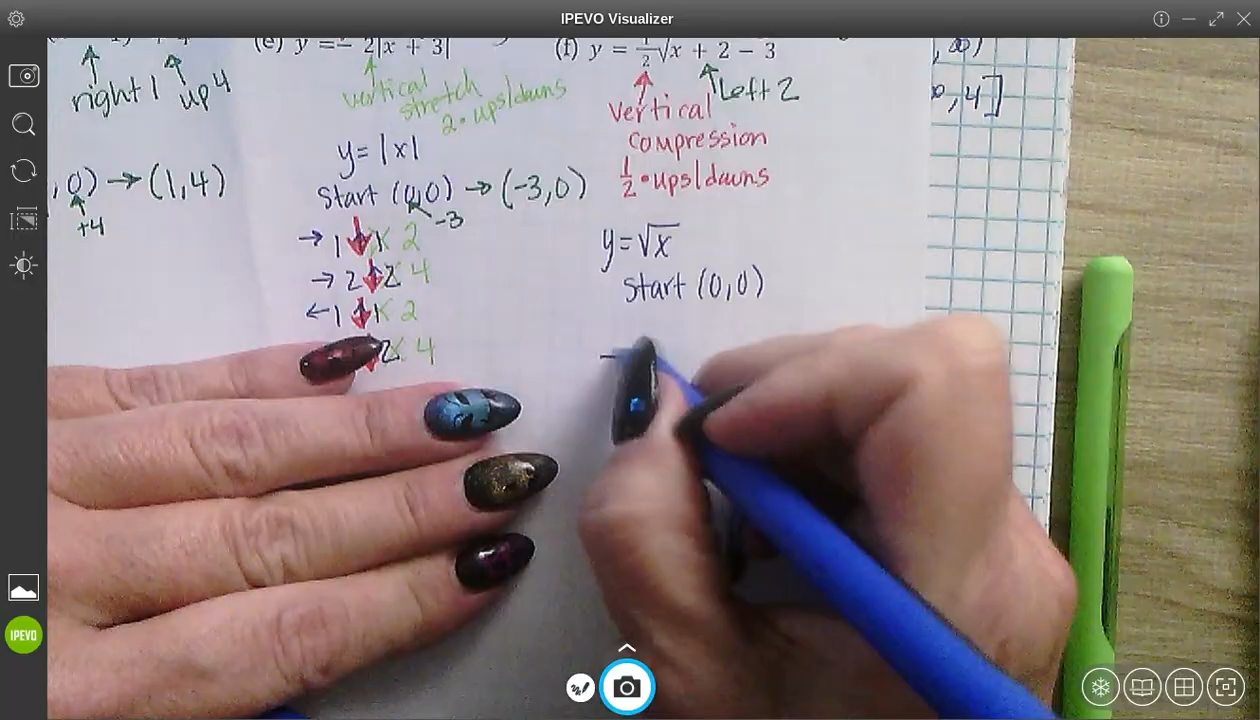 IPEVO Visualizer
(e) y = - 2|x + 3|
(f) y = 1/2 √x + 2 - 3
right 1
up 4
vertical
stretch
2 • ups/downs
vertical
compression
1/2 • ups/downs
left 2
, ∞)
∞, 4]
, 0) → (1,4)
+4
y = |x|
Start (0,0) → (-3,0)
-3
→ 1 ↓ 1 2
→ 2 ↓ 2 4
← 1 ↓ 1 2
2 4
y = √x
Start (0,0)
IPEVO